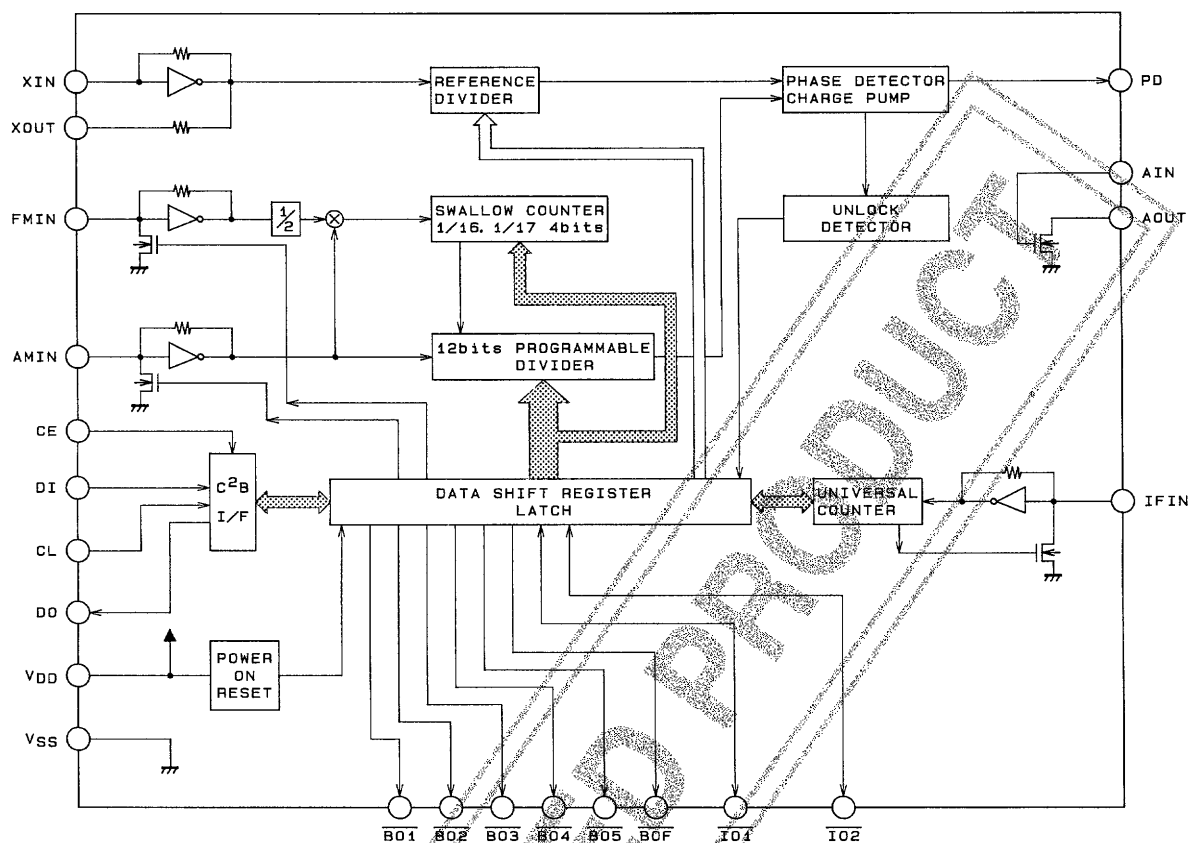 XIN
REFERENCE
DIVIDER
PHASE DETECTOR
CHARGE PUMP
PD
XOUT
AIN
FMIN
1/2
SWALLOW COUNTER
1/16, 1/17 4bits
UNLOCK
DETECTOR
AOUT
AMIN
12bits PROGRAMMABLE
DIVIDER
CE
DI
C²B
I/F
DATA SHIFT REGISTER
LATCH
UNIVERSAL
COUNTER
IFIN
CL
DO
VDD
POWER
ON
RESET
VSS
BO1
BO2
BO3
BO4
BO5
BOF
IO1
IO2
D PRODUCT